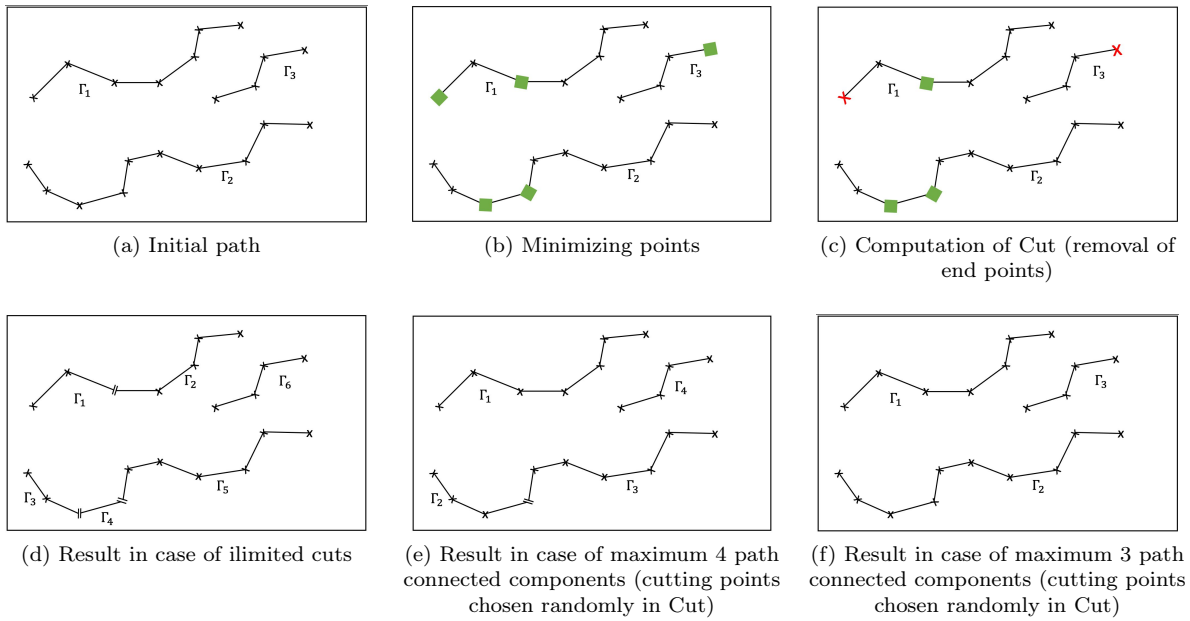 Γ1
Γ3
Γ2
(a) Initial path
Γ1
Γ3
Γ2
(b) Minimizing points
Γ1
Γ3
Γ2
(c) Computation of Cut (removal of
end points)
Γ1
Γ2
Γ6
Γ3
Γ4
Γ5
(d) Result in case of ilimited cuts
Γ1
Γ4
Γ2
Γ3
(e) Result in case of maximum 4 path
connected components (cutting points
chosen randomly in Cut)
Γ1
Γ3
Γ2
(f) Result in case of maximum 3 path
connected components (cutting points
chosen randomly in Cut)